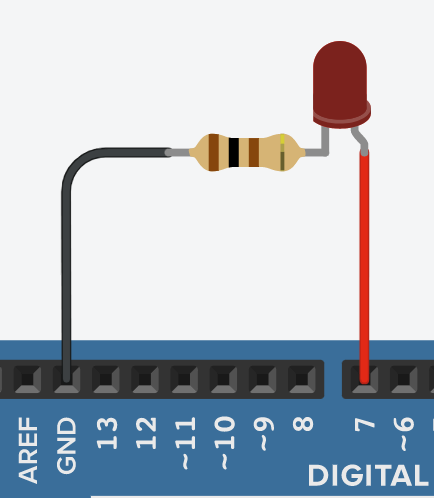 AREF
GND
13
12
~11
~10
~9
8
7
~6
DIGITAL